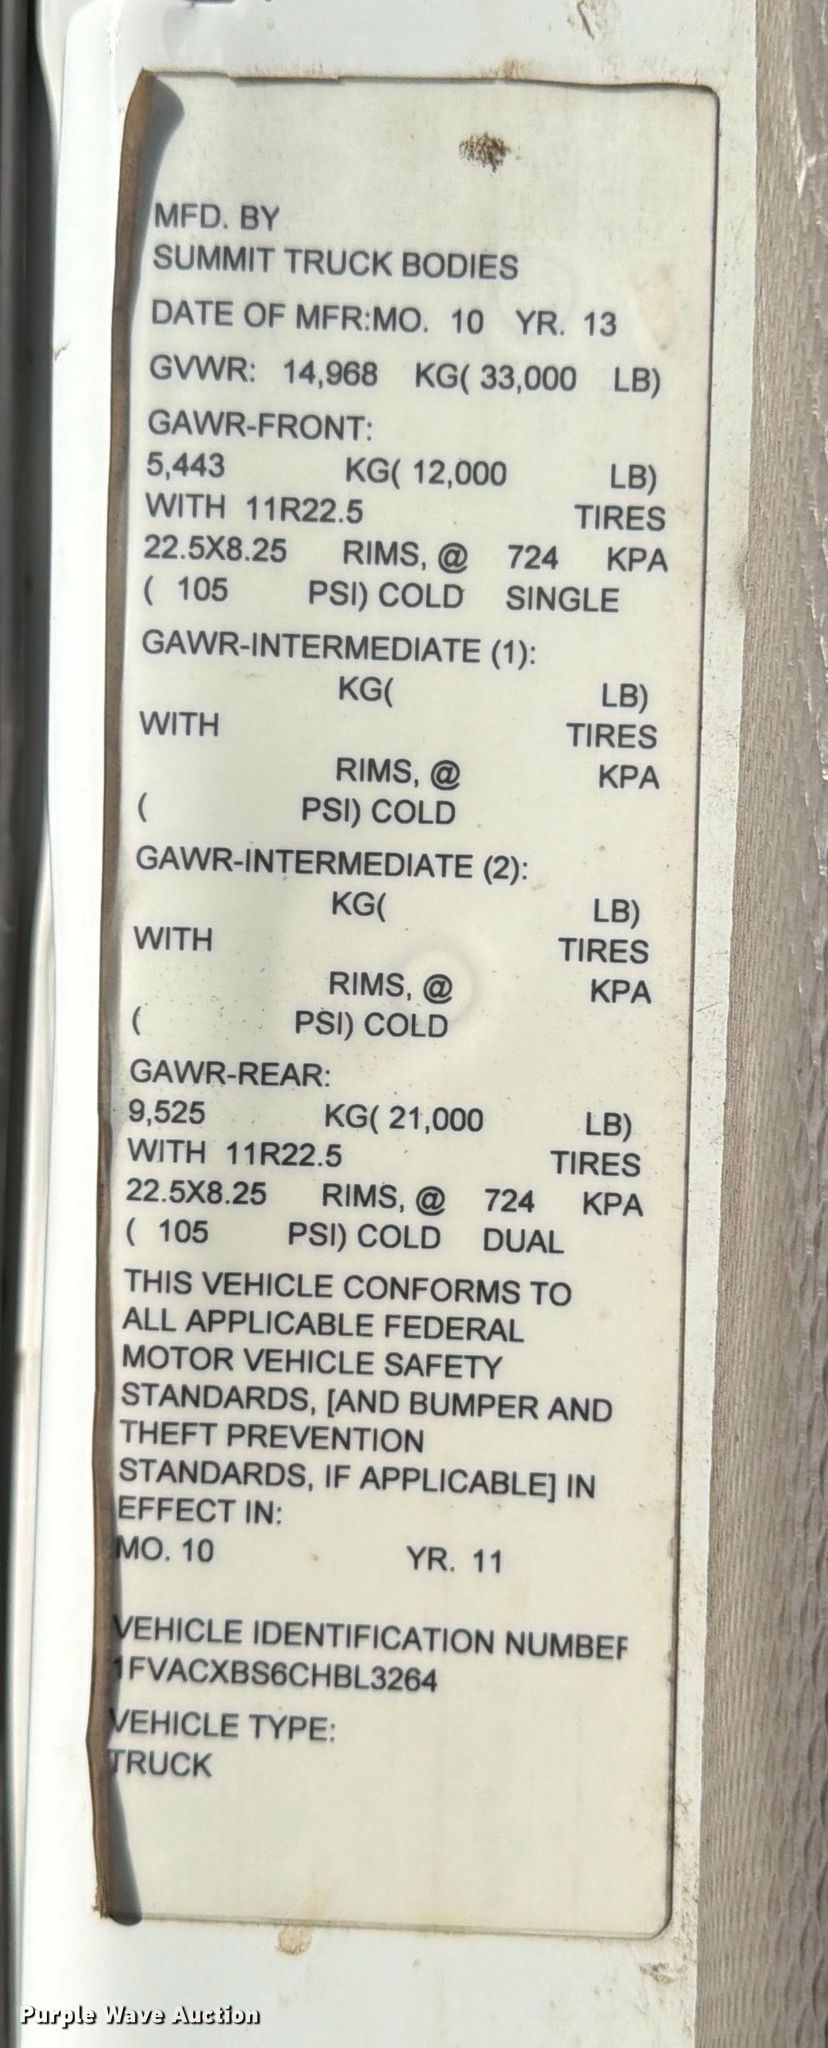 MFD. BY
SUMMIT TRUCK BODIES
DATE OF MFR:MO. 10 YR. 13
GVWR: 14,968 KG( 33,000 LB)
GAWR-FRONT:
5,443 KG( 12,000 LB)
WITH 11R22.5 TIRES
22.5X8.25 RIMS, @ 724 KPA
( 105 PSI) COLD SINGLE
GAWR-INTERMEDIATE (1):
KG( LB)
WITH TIRES
RIMS, @ KPA
( PSI) COLD
GAWR-INTERMEDIATE (2):
KG( LB)
WITH TIRES
RIMS, @ KPA
( PSI) COLD
GAWR-REAR:
9,525 KG( 21,000 LB)
WITH 11R22.5 TIRES
22.5X8.25 RIMS, @ 724 KPA
( 105 PSI) COLD DUAL
THIS VEHICLE CONFORMS TO
ALL APPLICABLE FEDERAL
MOTOR VEHICLE SAFETY
STANDARDS, [AND BUMPER AND
THEFT PREVENTION
STANDARDS, IF APPLICABLE] IN
EFFECT IN:
MO. 10 YR. 11
VEHICLE IDENTIFICATION NUMBER
1FVACXBS6CHBL3264
VEHICLE TYPE:
TRUCK
Purple Wave Auction